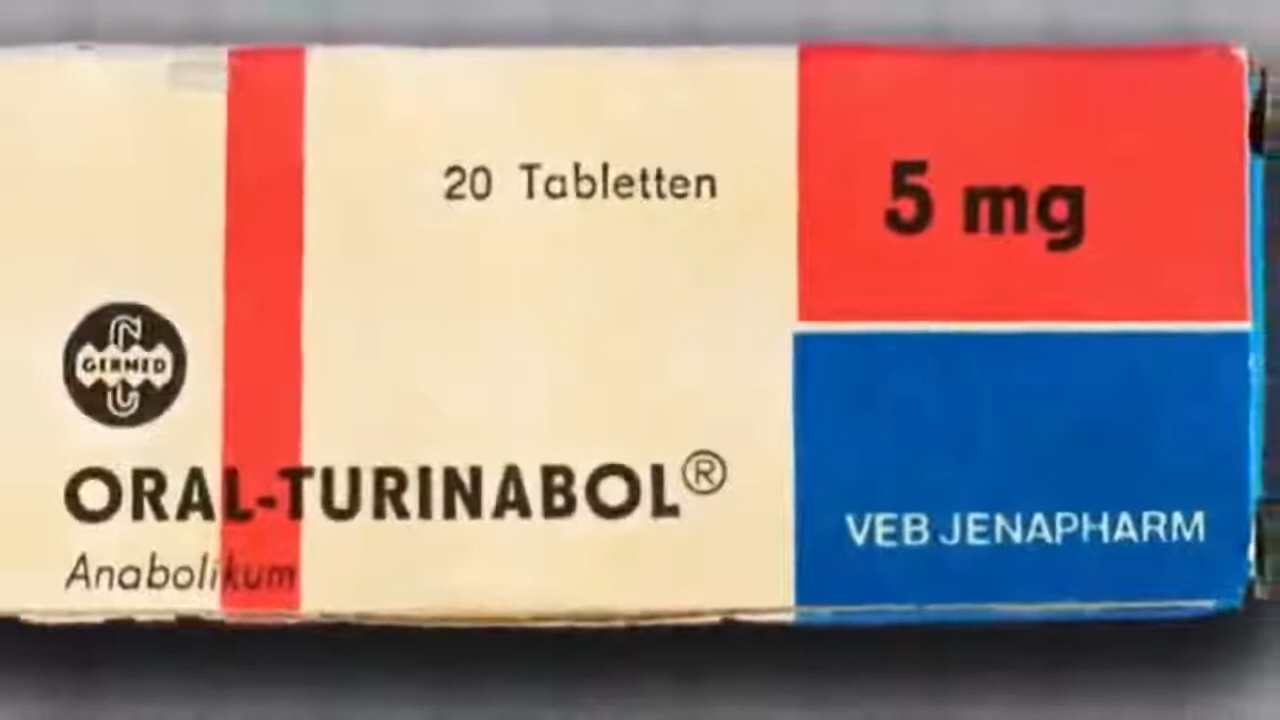 20 Tabletten
5 mg
GERMED
ORAL-TURINABOL®
Anabolikum
VEB JENAPHARM